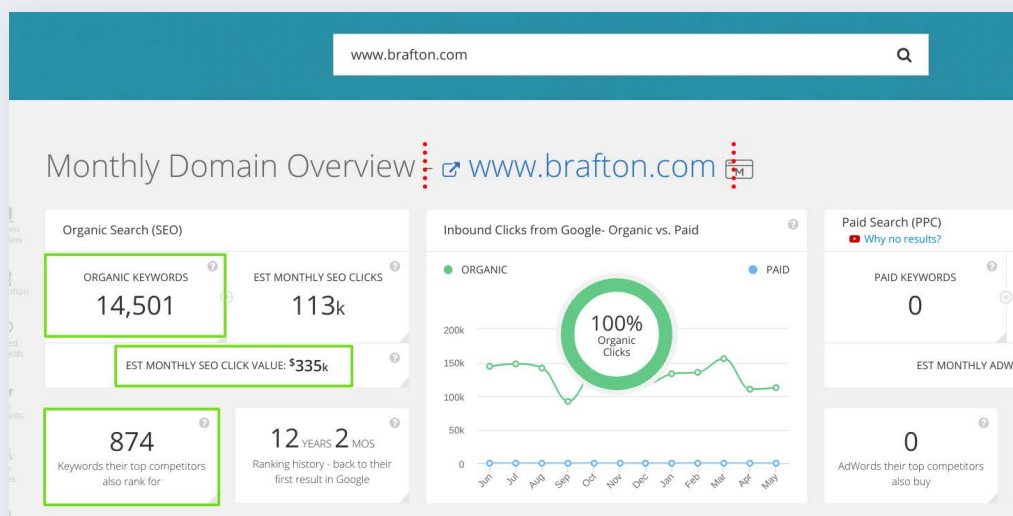 www.brafton.com
Monthly Domain Overview - www.brafton.com
M
Organic Search (SEO)
ORGANIC KEYWORDS
14,501
EST MONTHLY SEO CLICKS
113k
EST MONTHLY SEO CLICK VALUE: $335k
874
Keywords their top competitors
also rank for
12 YEARS 2 MOS
Ranking history - back to their
first result in Google
Inbound Clicks from Google- Organic vs. Paid
ORGANIC
PAID
100%
Organic
Clicks
200k
150k
100k
50k
0
Jun Jul Aug Sep Oct Nov Dec Jan Feb Mar Apr May
Paid Search (PPC)
Why no results?
PAID KEYWORDS
0
EST MONTHLY ADW
0
AdWords their top competitors
also buy